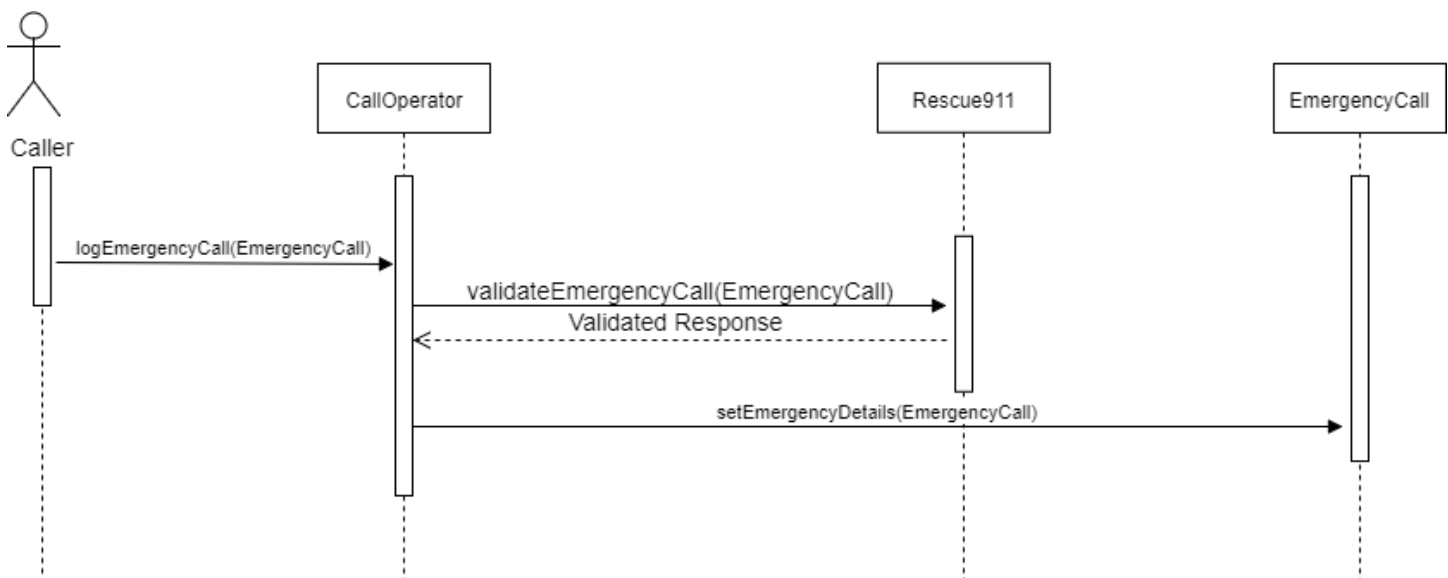 CallOperator
Rescue911
EmergencyCall
Caller
logEmergencyCall(EmergencyCall)
validateEmergencyCall(EmergencyCall)
Validated Response
setEmergencyDetails(EmergencyCall)